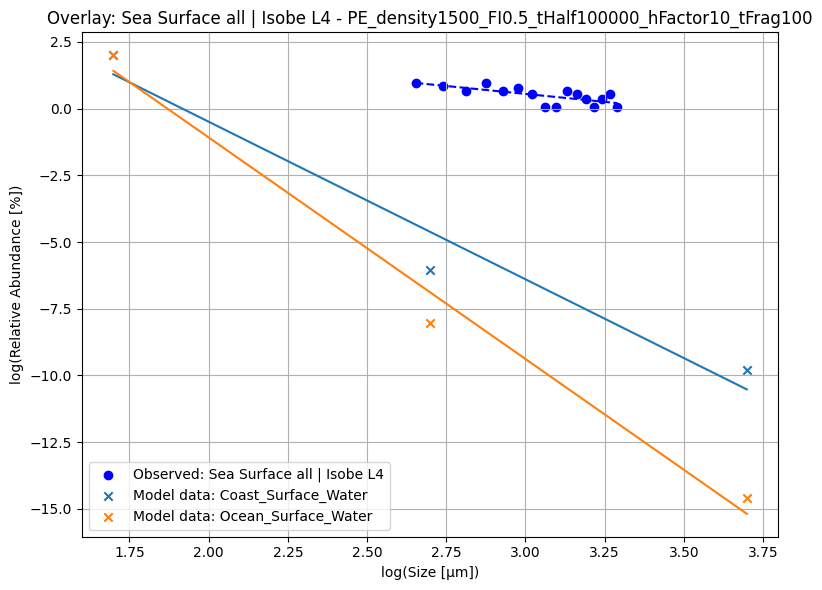 Overlay: Sea Surface all | Isobe L4 - PE_density1500_FI0.5_tHalf100000_hFactor10_tFrag100
log(Relative Abundance [%])
2.5
0.0
−2.5
−5.0
−7.5
−10.0
−12.5
−15.0
Observed: Sea Surface all | Isobe L4
Model data: Coast_Surface_Water
Model data: Ocean_Surface_Water
1.75 2.00 2.25 2.50 2.75 3.00 3.25 3.50 3.75
log(Size [µm])